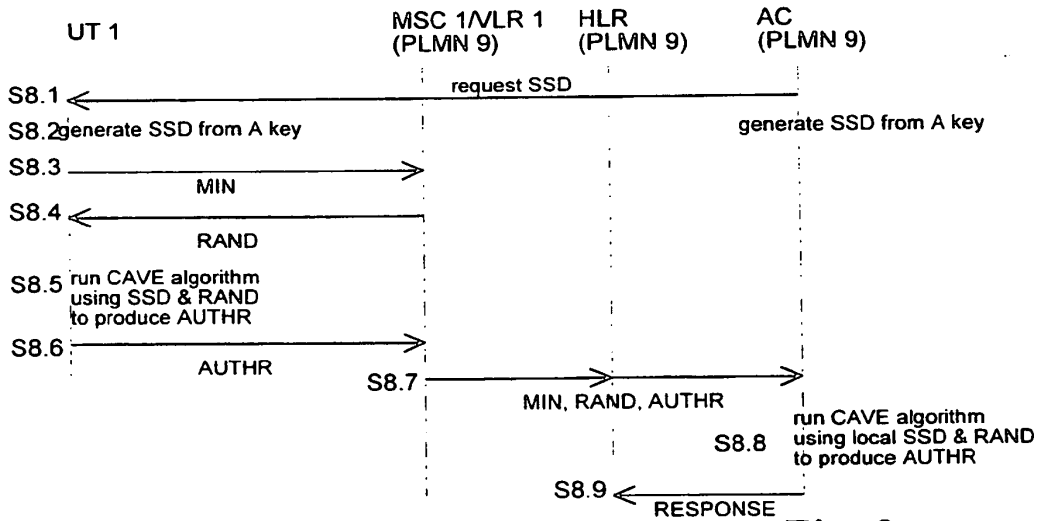 UT 1
MSC 1/VLR 1
(PLMN 9)
HLR
(PLMN 9)
AC
(PLMN 9)
S8.1
request SSD
S8.2
generate SSD from A key
generate SSD from A key
S8.3
MIN
S8.4
RAND
S8.5
run CAVE algorithm
using SSD & RAND
to produce AUTHR
S8.6
AUTHR
S8.7
MIN, RAND, AUTHR
S8.8
run CAVE algorithm
using local SSD & RAND
to produce AUTHR
S8.9
RESPONSE